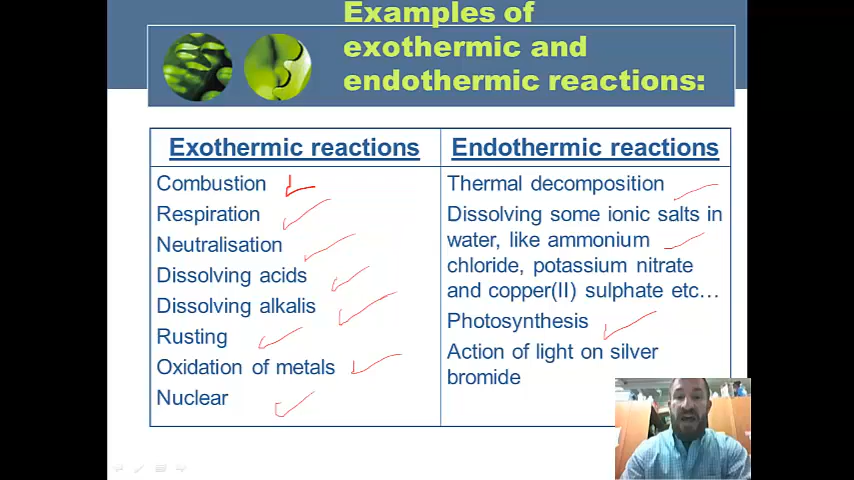 Examples of
exothermic and
endothermic reactions:
Exothermic reactions
Endothermic reactions
Combustion
Respiration
Neutralisation
Dissolving acids
Dissolving alkalis
Rusting
Oxidation of metals
Nuclear
Thermal decomposition
Dissolving some ionic salts in
water, like ammonium
chloride, potassium nitrate
and copper(II) sulphate etc…
Photosynthesis
Action of light on silver
bromide